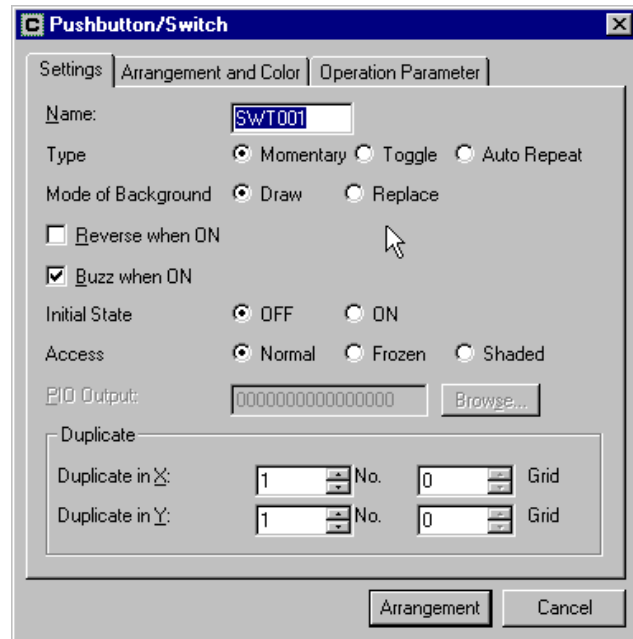 C Pushbutton/Switch
Settings Arrangement and Color Operation Parameter
Name: SWT001
Type Momentary Toggle Auto Repeat
Mode of Background Draw Replace
Reverse when ON
Buzz when ON
Initial State OFF ON
Access Normal Frozen Shaded
PIO Output: 0000000000000000 Browse...
Duplicate
Duplicate in X: 1 No. 0 Grid
Duplicate in Y: 1 No. 0 Grid
Arrangement Cancel